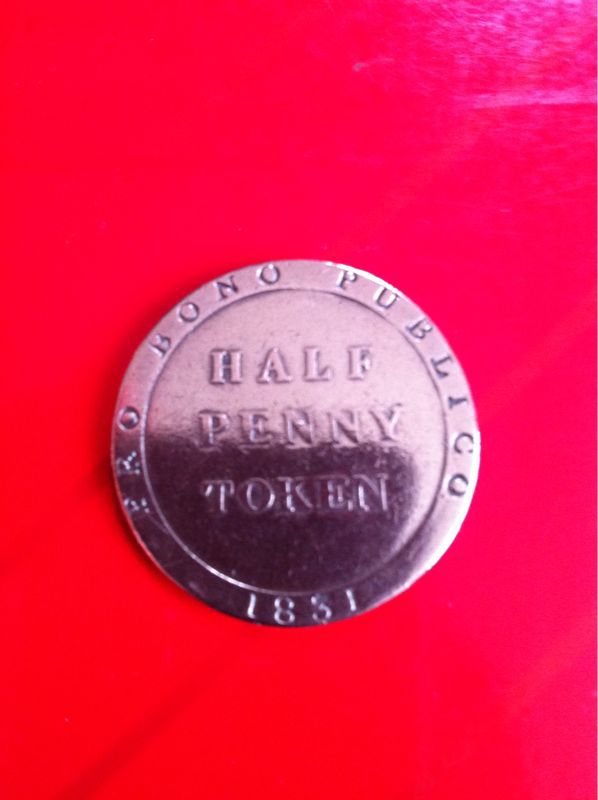 PRO BONO PUBLICO
HALF
PENNY
TOKEN
1831